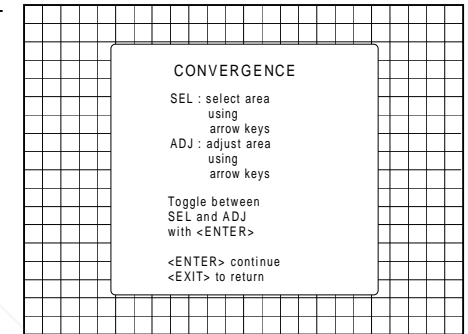 CONVERGENCE
SEL : select area
using
arrow keys
ADJ : adjust area
using
arrow keys
Toggle between
SEL and ADJ
with <ENTER>
<ENTER> continue
<EXIT> to return